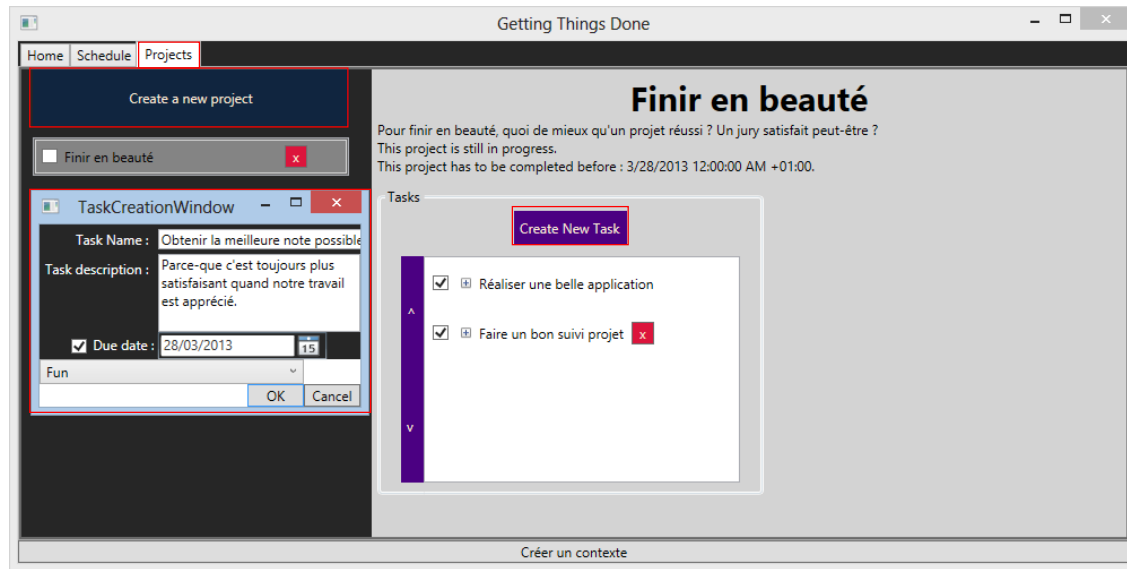 Getting Things Done
Home Schedule Projects
Create a new project
Finir en beauté x
TaskCreationWindow
Task Name : Obtenir la meilleure note possible
Task description : Parce-que c'est toujours plus
satisfaisant quand notre travail
est apprécié.
Due date : 28/03/2013 15
Fun
OK Cancel
Finir en beauté
Pour finir en beauté, quoi de mieux qu'un projet réussi ? Un jury satisfait peut-être ?
This project is still in progress.
This project has to be completed before : 3/28/2013 12:00:00 AM +01:00.
Tasks
Create New Task
Réaliser une belle application
Faire un bon suivi projet x
Créer un contexte